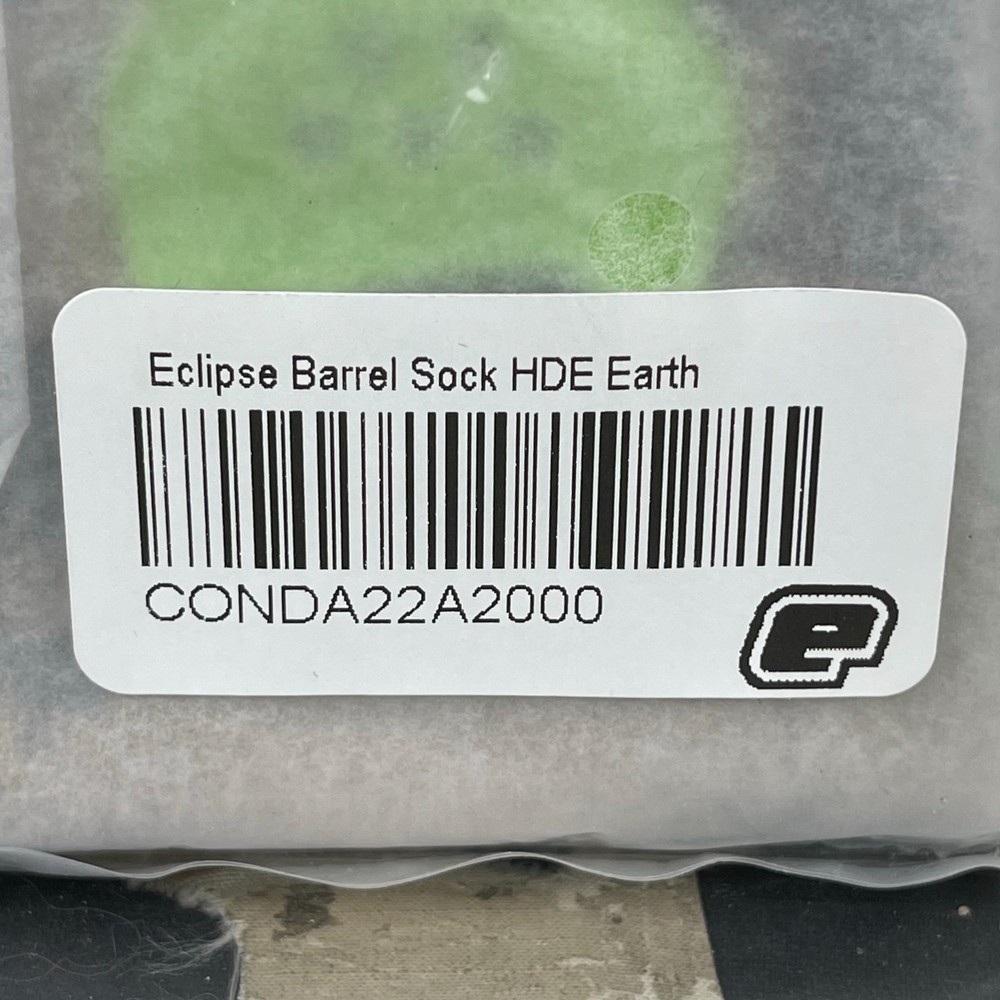 Eclipse Barrel Sock HDE Earth
CONDA22A2000
e